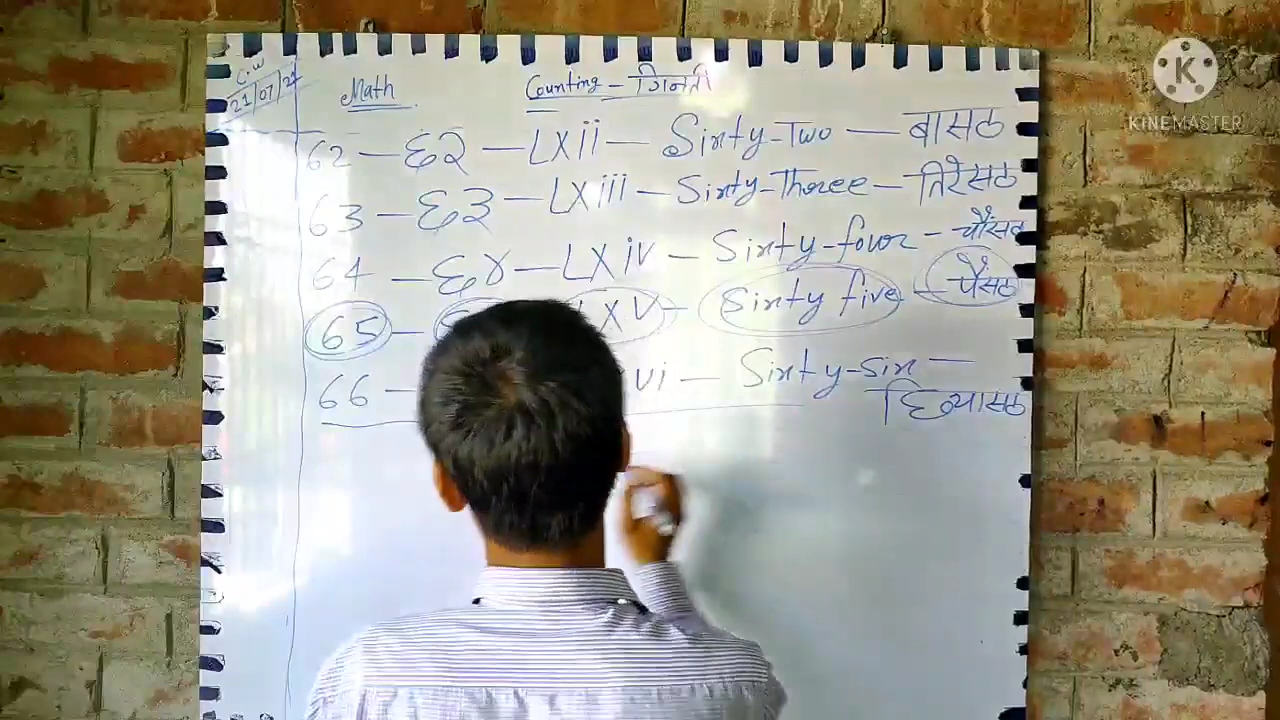 C.W
21/07/2
Math
Counting – गिनती
62 – ६२ – LXii – Sixty-Two – बासठ
63 – ६३ – LXiii – Sixty-Three – तिरेसठ
64 – ६४ – LXiv – Sixty-four – चौंसठ
65 – XV – Sixty five – पैंसठ
66 – vi – Sixty-six –
छियासठ
KINEMASTER